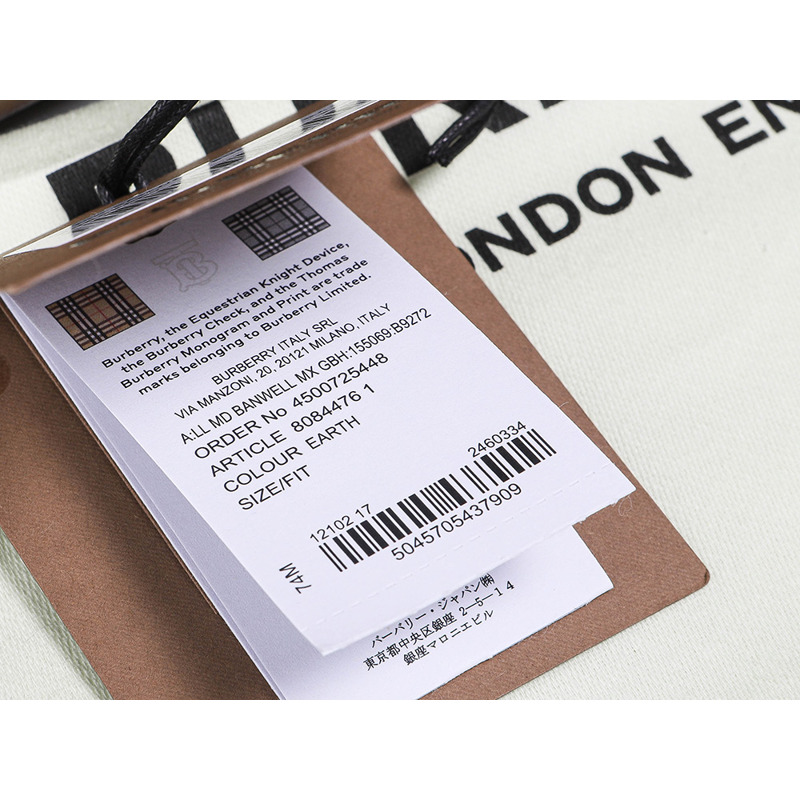 NDON EN
Burberry, the Equestrian Knight Device,
the Burberry Check, and the Thomas
Burberry Monogram and Print are trade
marks belonging to Burberry Limited.
BURBERRY ITALY SRL
VIA MANZONI, 20, 20121 MILANO, ITALY
A:LL MD BANWELL MX GBH:155069:B9272
ORDER No 4500725448
ARTICLE 8084476 1
COLOUR EARTH
SIZE/FIT
12102 17 2460334
5045705437909
74M
バーバリー・ジャパン㈱
東京都中央区銀座 2−5−14
銀座マロニエビル